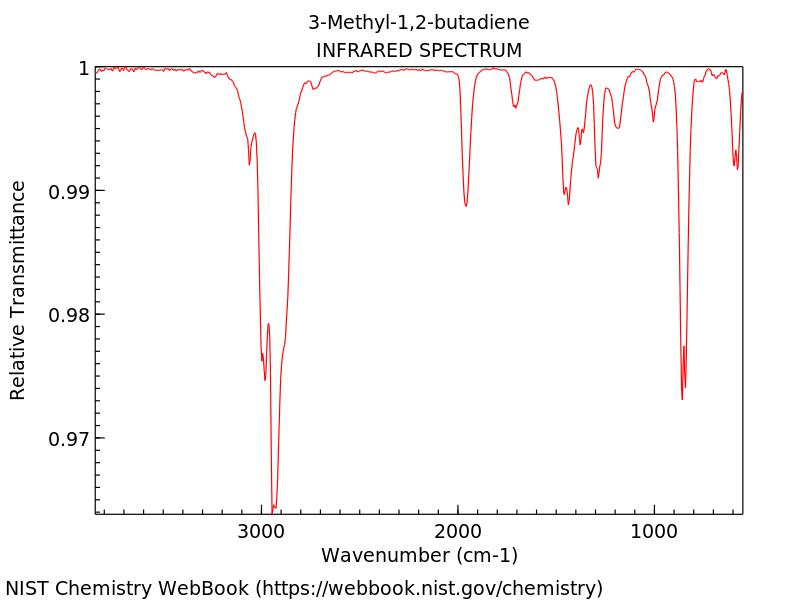 3-Methyl-1,2-butadiene
INFRARED SPECTRUM
1
0.99
0.98
0.97
Relative Transmittance
3000 2000 1000
Wavenumber (cm-1)
NIST Chemistry WebBook (https://webbook.nist.gov/chemistry)